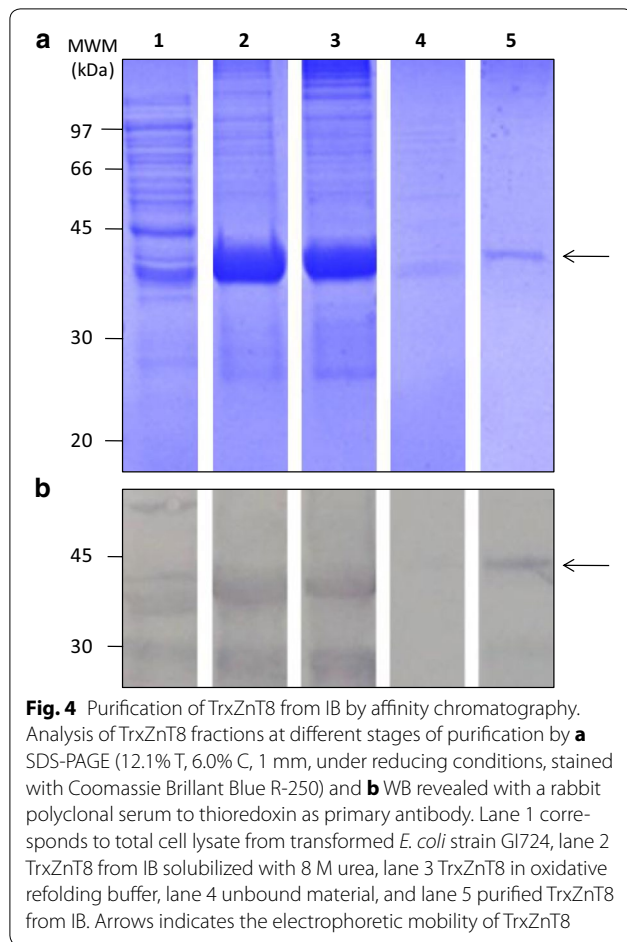 a MWM 1 2 3 4 5
(kDa)
97
66
45
30
20
b
45
30
Fig. 4 Purification of TrxZnT8 from IB by affinity chromatography.
Analysis of TrxZnT8 fractions at different stages of purification by a
SDS-PAGE (12.1% T, 6.0% C, 1 mm, under reducing conditions, stained
with Coomassie Brillant Blue R-250) and b WB revealed with a rabbit
polyclonal serum to thioredoxin as primary antibody. Lane 1 corre-
sponds to total cell lysate from transformed E. coli strain GI724, lane 2
TrxZnT8 from IB solubilized with 8 M urea, lane 3 TrxZnT8 in oxidative
refolding buffer, lane 4 unbound material, and lane 5 purified TrxZnT8
from IB. Arrows indicates the electrophoretic mobility of TrxZnT8